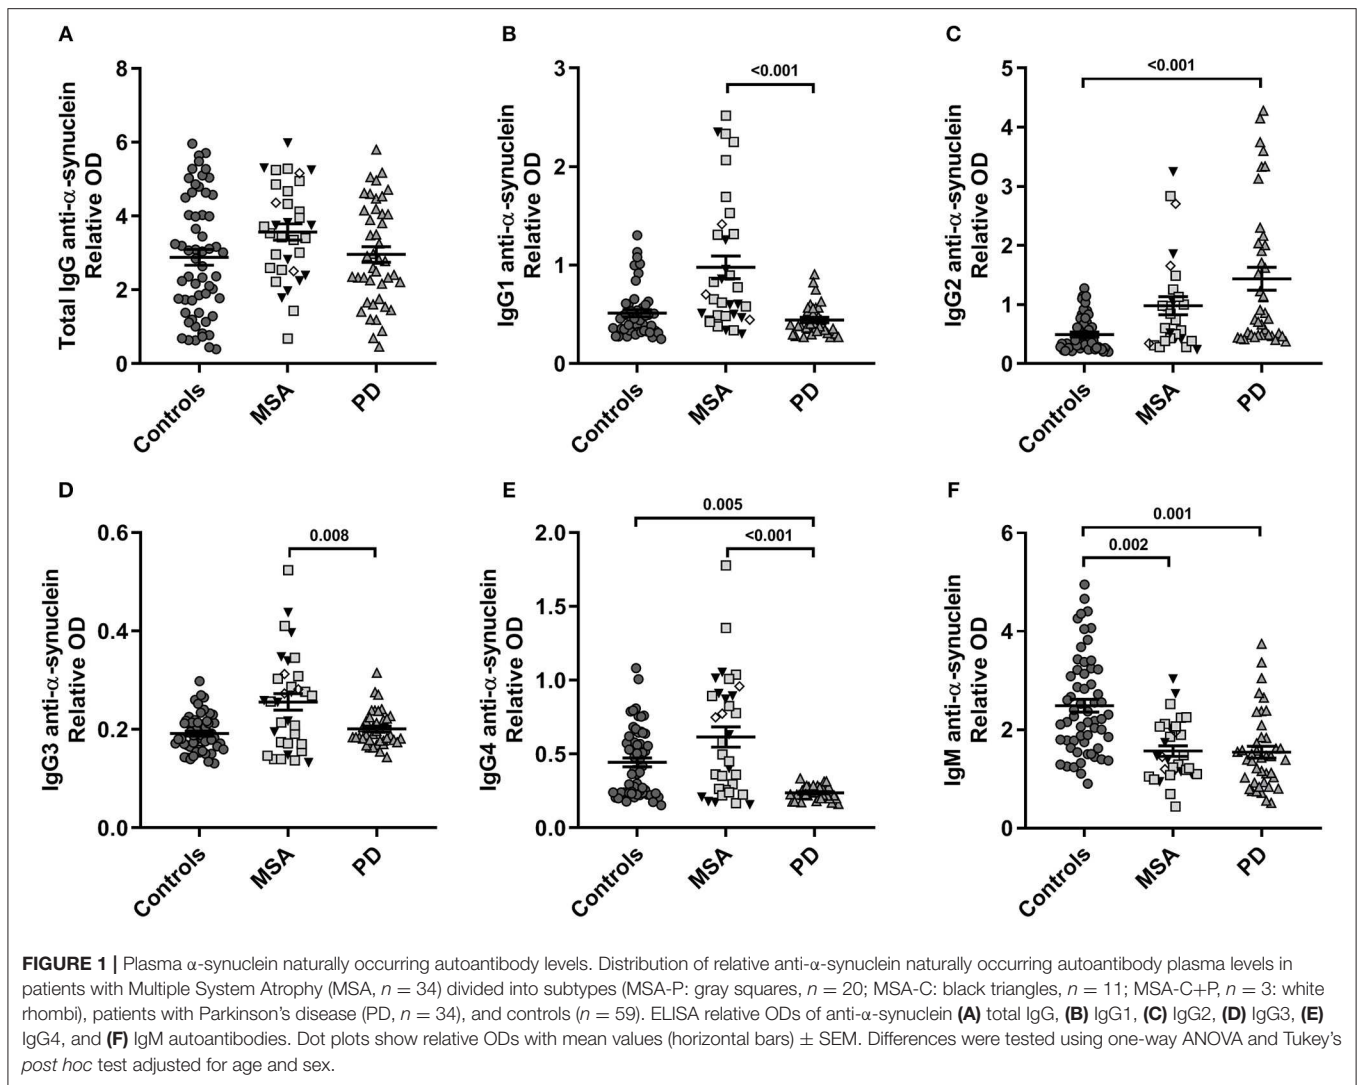 A
Total IgG anti-α-synuclein
Relative OD
8
6
4
2
0
Controls
MSA
PD
B
IgG1 anti-α-synuclein
Relative OD
3
2
1
0
<0.001
Controls
MSA
PD
C
IgG2 anti-α-synuclein
Relative OD
5
4
3
2
1
0
<0.001
Controls
MSA
PD
D
IgG3 anti-α-synuclein
Relative OD
0.6
0.4
0.2
0.0
0.008
Controls
MSA
PD
E
IgG4 anti-α-synuclein
Relative OD
2.0
1.5
1.0
0.5
0.0
0.005
<0.001
Controls
MSA
PD
F
IgM anti-α-synuclein
Relative OD
6
4
2
0
0.001
0.002
Controls
MSA
PD
FIGURE 1 | Plasma α-synuclein naturally occurring autoantibody levels. Distribution of relative anti-α-synuclein naturally occurring autoantibody plasma levels in
patients with Multiple System Atrophy (MSA, n = 34) divided into subtypes (MSA-P: gray squares, n = 20; MSA-C: black triangles, n = 11; MSA-C+P, n = 3: white
rhombi), patients with Parkinson's disease (PD, n = 34), and controls (n = 59). ELISA relative ODs of anti-α-synuclein (A) total IgG, (B) IgG1, (C) IgG2, (D) IgG3, (E)
IgG4, and (F) IgM autoantibodies. Dot plots show relative ODs with mean values (horizontal bars) ± SEM. Differences were tested using one-way ANOVA and Tukey's
post hoc test adjusted for age and sex.